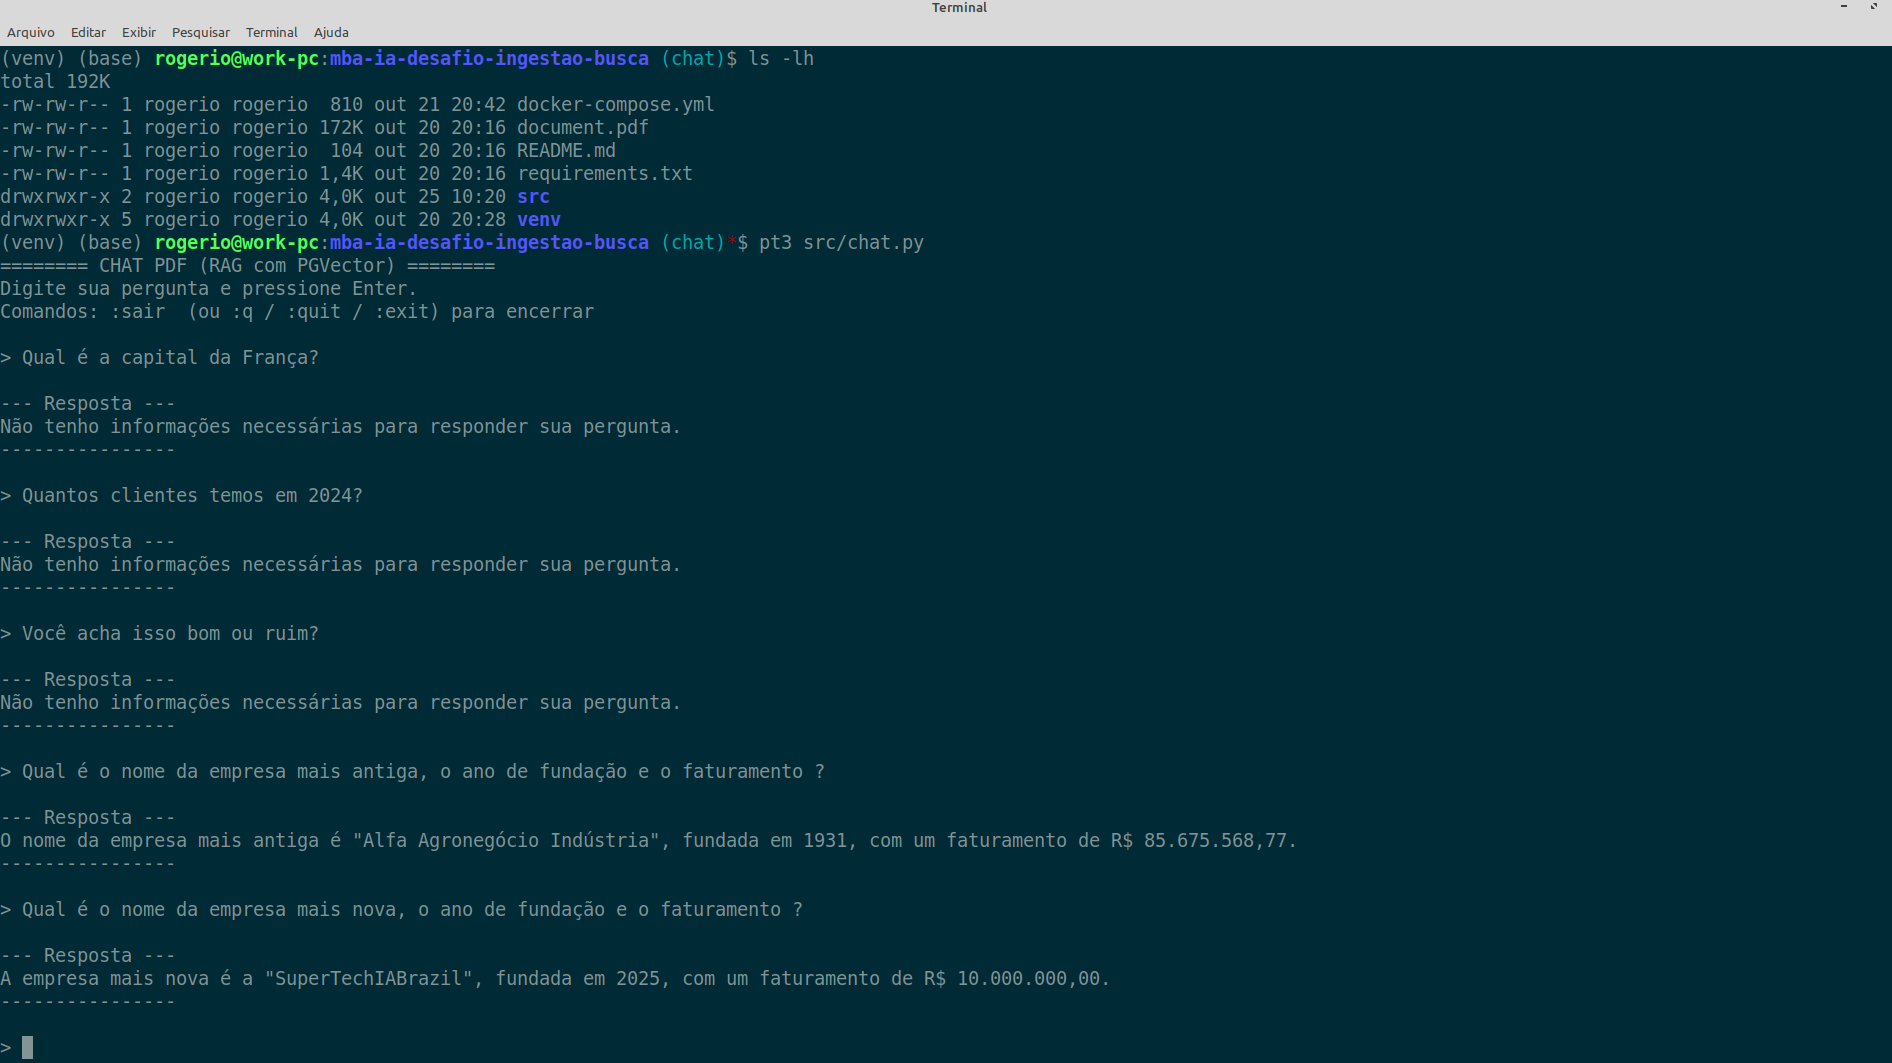 Terminal
Arquivo Editar Exibir Pesquisar Terminal Ajuda
(venv) (base) rogerio@work-pc:mba-ia-desafio-ingestao-busca (chat)$ ls -lh
total 192K
-rw-rw-r-- 1 rogerio rogerio  810 out 21 20:42 docker-compose.yml
-rw-rw-r-- 1 rogerio rogerio 172K out 20 20:16 document.pdf
-rw-rw-r-- 1 rogerio rogerio  104 out 20 20:16 README.md
-rw-rw-r-- 1 rogerio rogerio 1,4K out 20 20:16 requirements.txt
drwxrwxr-x 2 rogerio rogerio 4,0K out 25 10:20 src
drwxrwxr-x 5 rogerio rogerio 4,0K out 20 20:28 venv
(venv) (base) rogerio@work-pc:mba-ia-desafio-ingestao-busca (chat)*$ pt3 src/chat.py
======== CHAT PDF (RAG com PGVector) ========
Digite sua pergunta e pressione Enter.
Comandos: :sair  (ou :q / :quit / :exit) para encerrar
> Qual é a capital da França?
--- Resposta ---
Não tenho informações necessárias para responder sua pergunta.
----------------
> Quantos clientes temos em 2024?
--- Resposta ---
Não tenho informações necessárias para responder sua pergunta.
----------------
> Você acha isso bom ou ruim?
--- Resposta ---
Não tenho informações necessárias para responder sua pergunta.
----------------
> Qual é o nome da empresa mais antiga, o ano de fundação e o faturamento ?
--- Resposta ---
O nome da empresa mais antiga é "Alfa Agronegócio Indústria", fundada em 1931, com um faturamento de R$ 85.675.568,77.
----------------
> Qual é o nome da empresa mais nova, o ano de fundação e o faturamento ?
--- Resposta ---
A empresa mais nova é a "SuperTechIABrazil", fundada em 2025, com um faturamento de R$ 10.000.000,00.
----------------
>